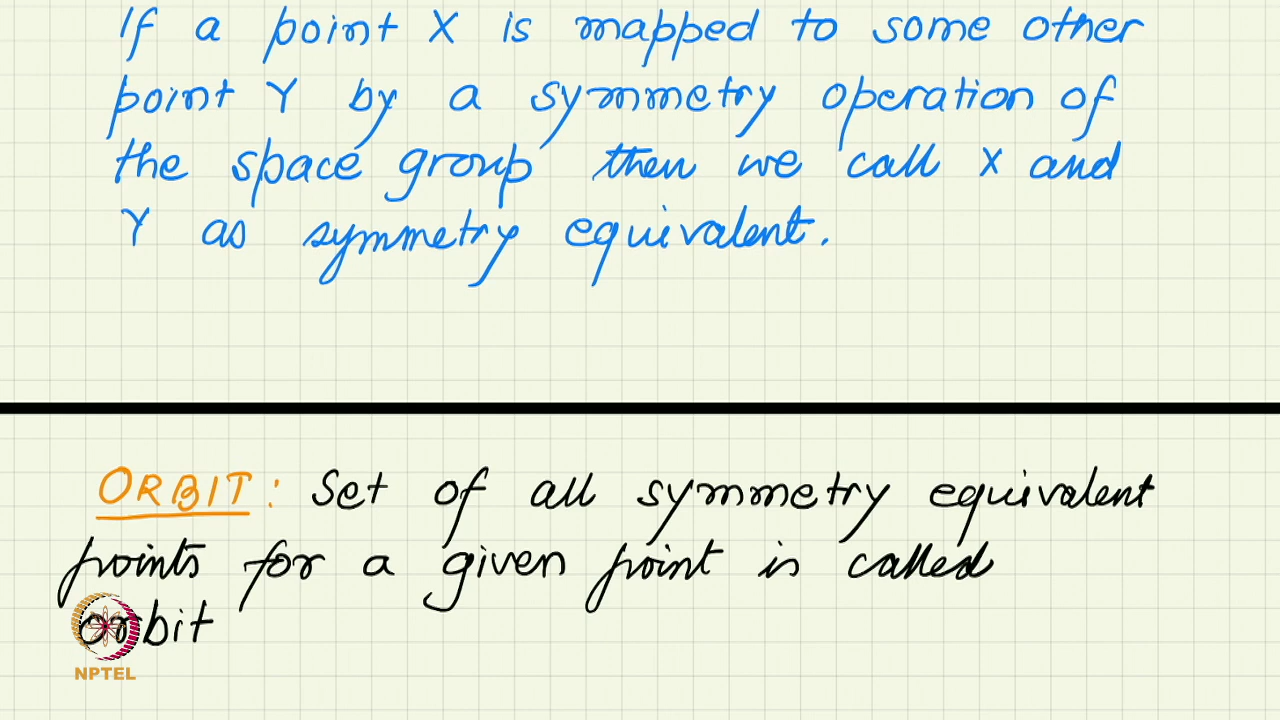 If a point X is mapped to some other
point Y by a symmetry operation of
the space group then we call X and
Y as symmetry equivalent.
ORBIT: Set of all symmetry equivalent
points for a given point is called
orbit
NPTEL